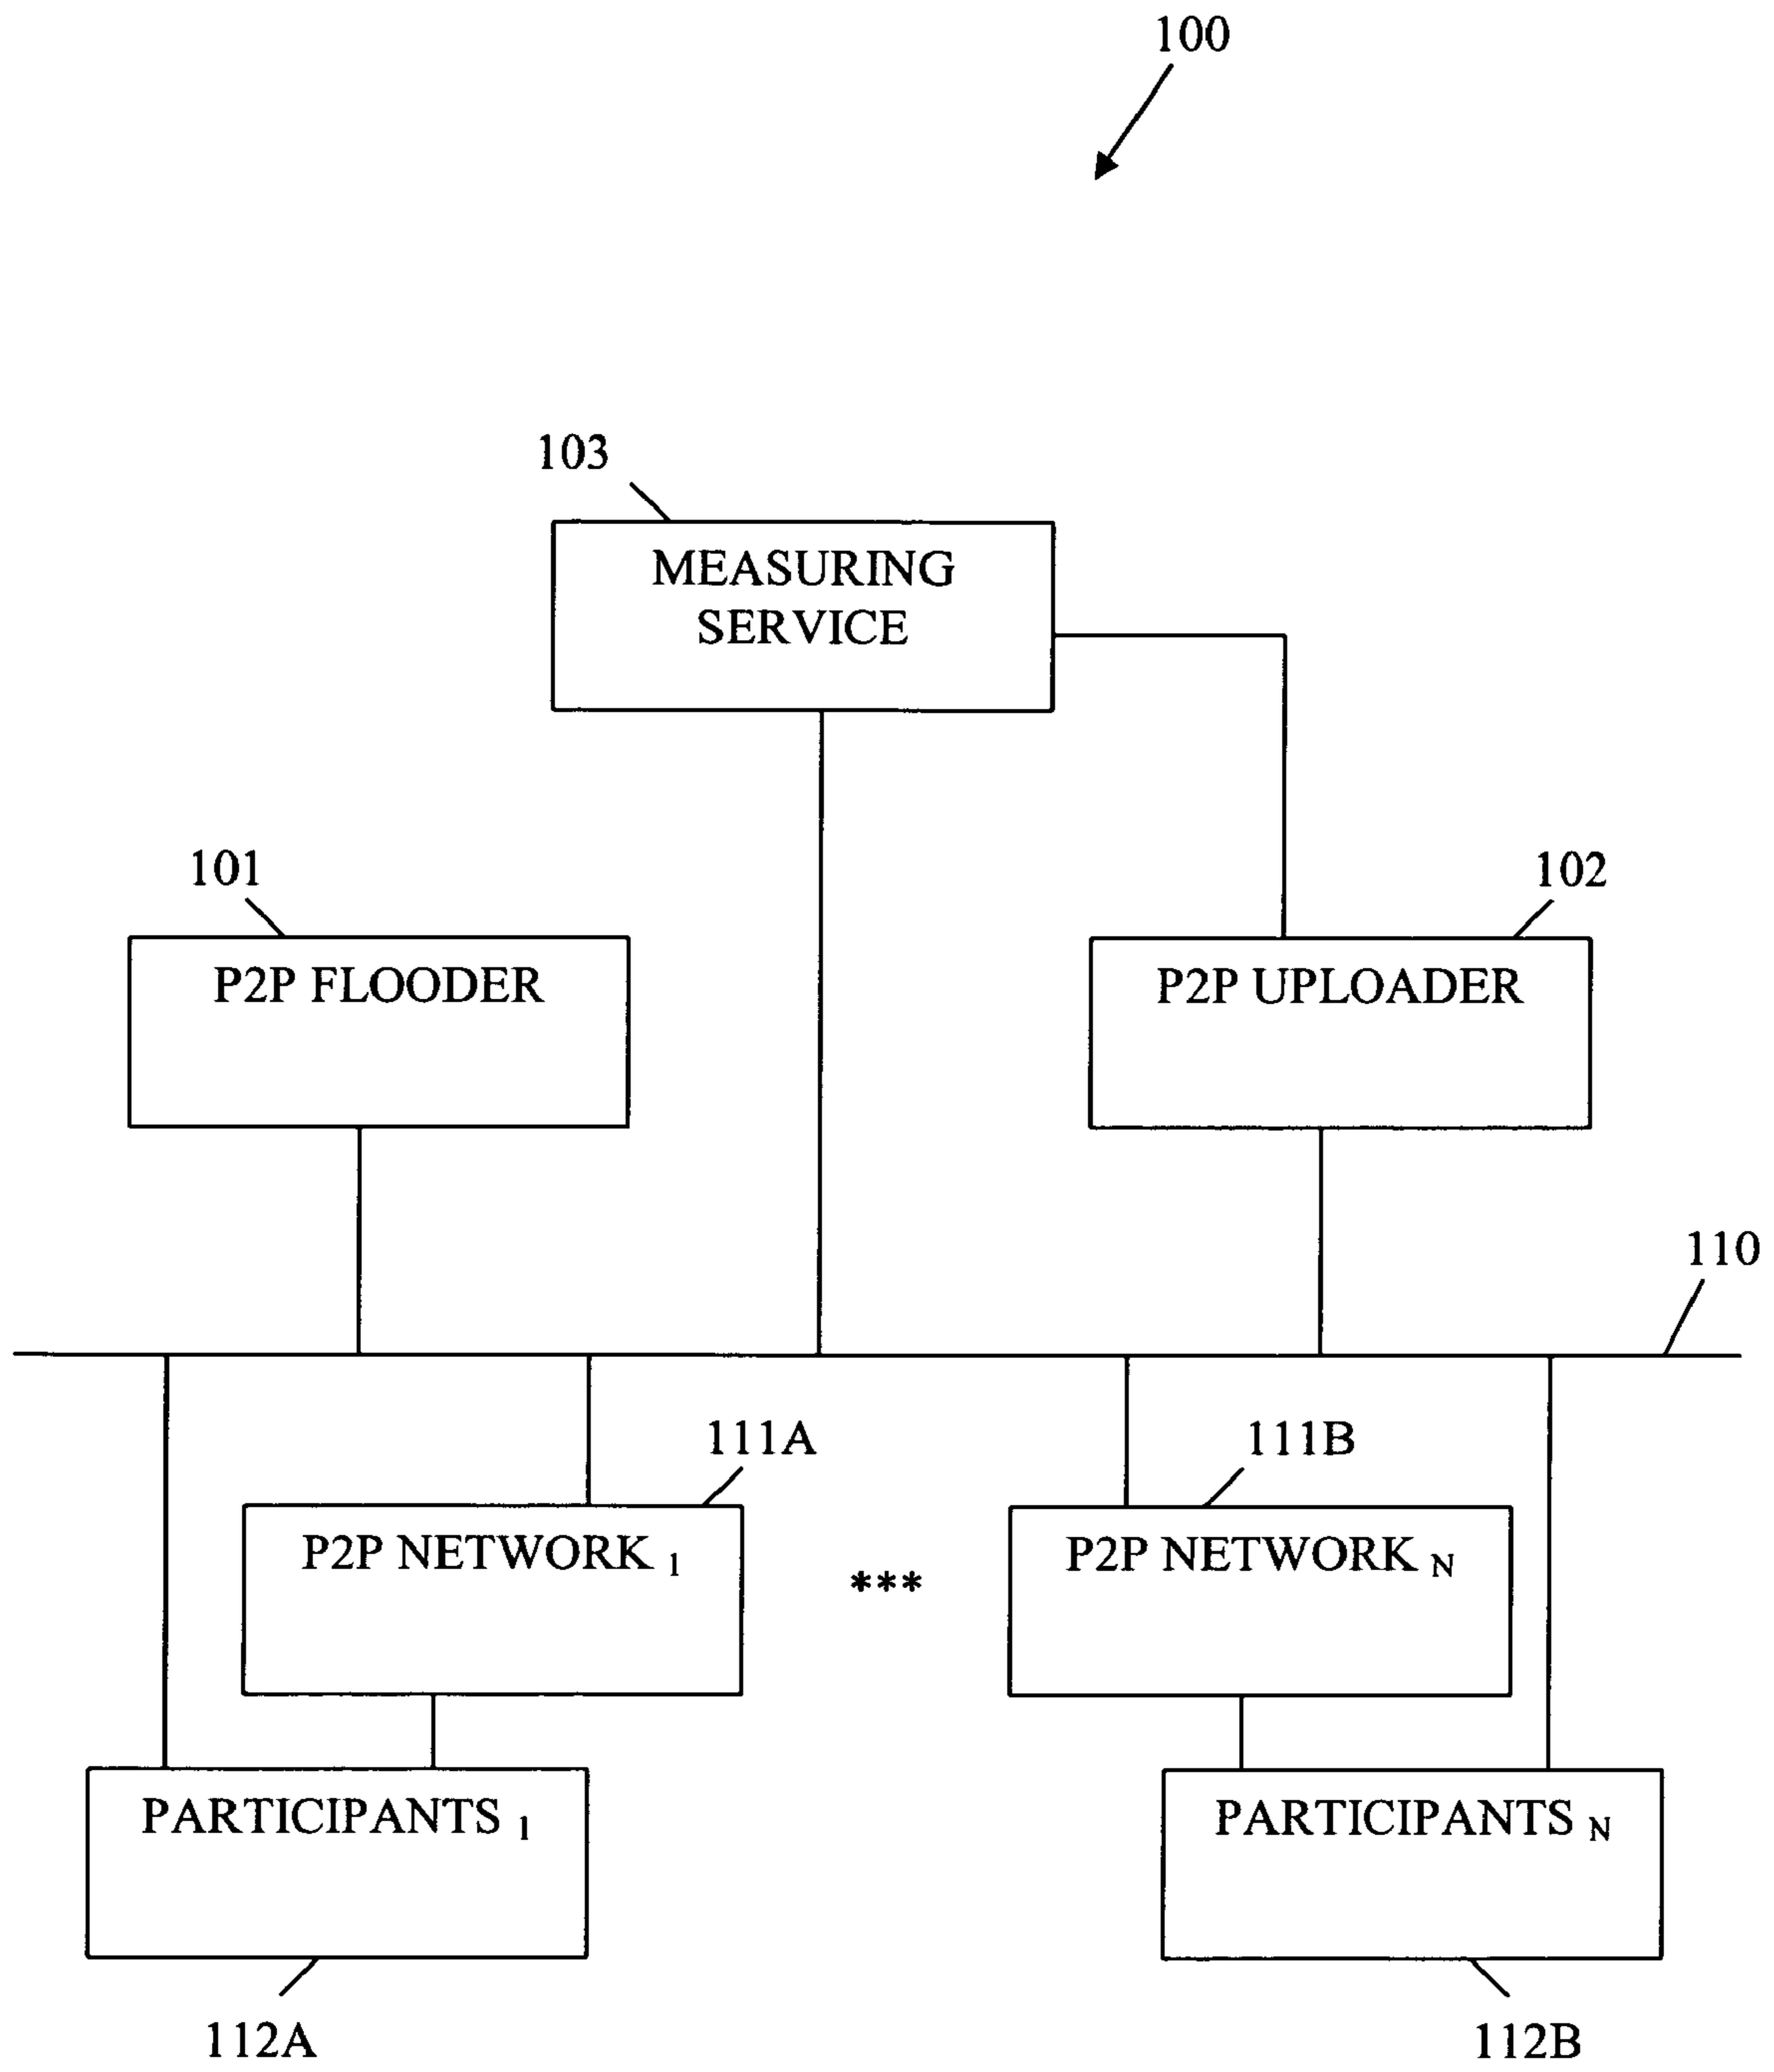 100
103
MEASURING
SERVICE
101
102
P2P FLOODER
P2P UPLOADER
110
111A
111B
P2P NETWORK 1
***
P2P NETWORK N
PARTICIPANTS 1
PARTICIPANTS N
112A
112B